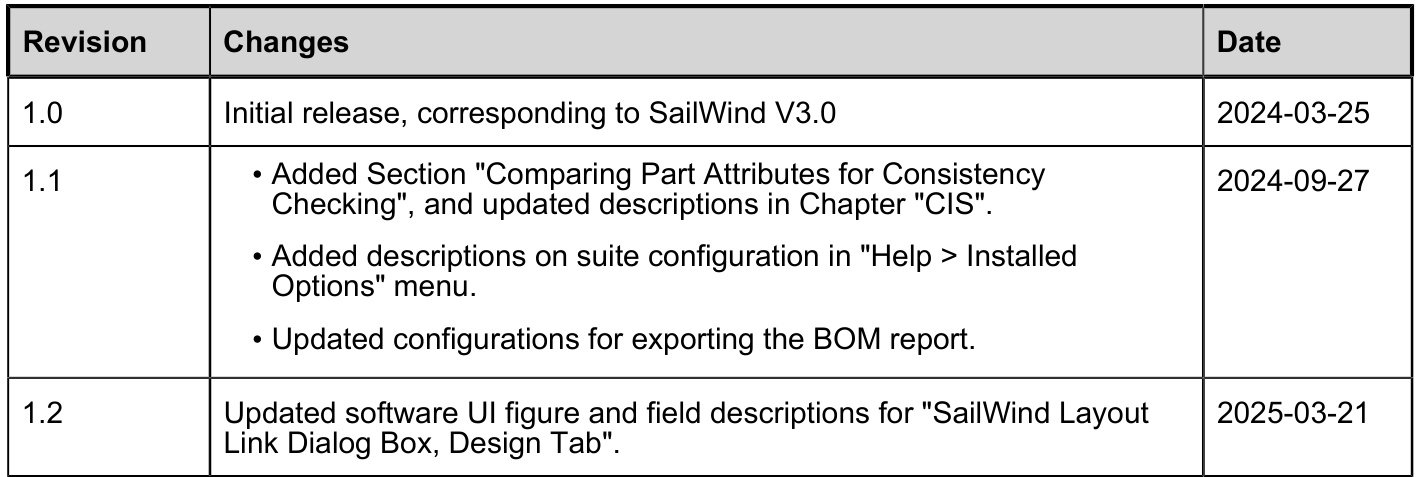 Revision Changes Date
1.0 Initial release, corresponding to SailWind V3.0 2024-03-25
1.1 • Added Section "Comparing Part Attributes for Consistency 2024-09-27
Checking", and updated descriptions in Chapter "CIS".
• Added descriptions on suite configuration in "Help > Installed
Options" menu.
• Updated configurations for exporting the BOM report.
1.2 Updated software UI figure and field descriptions for "SailWind Layout 2025-03-21
Link Dialog Box, Design Tab".